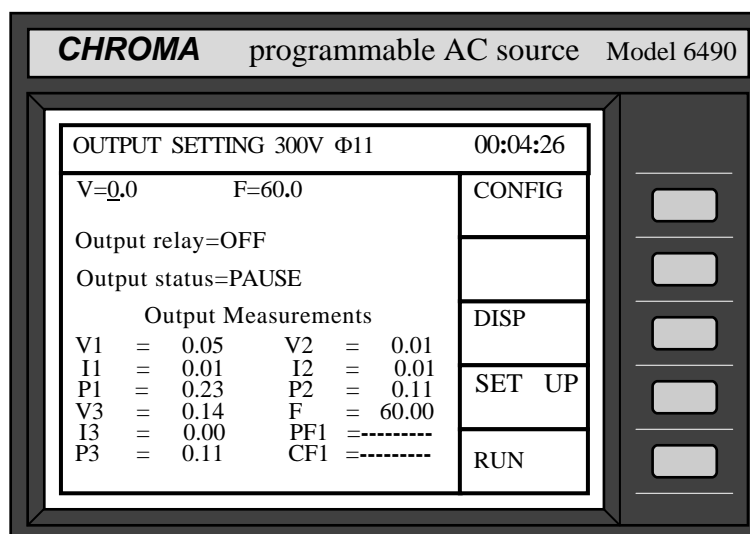 CHROMA programmable AC source Model 6490
OUTPUT SETTING 300V Φ11 00:04:26
V=0.0 F=60.0 CONFIG
Output relay=OFF
Output status=PAUSE
Output Measurements DISP
V1 = 0.05 V2 = 0.01
I1 = 0.01 I2 = 0.01
P1 = 0.23 P2 = 0.11 SET UP
V3 = 0.14 F = 60.00
I3 = 0.00 PF1 =---------
P3 = 0.11 CF1 =--------- RUN